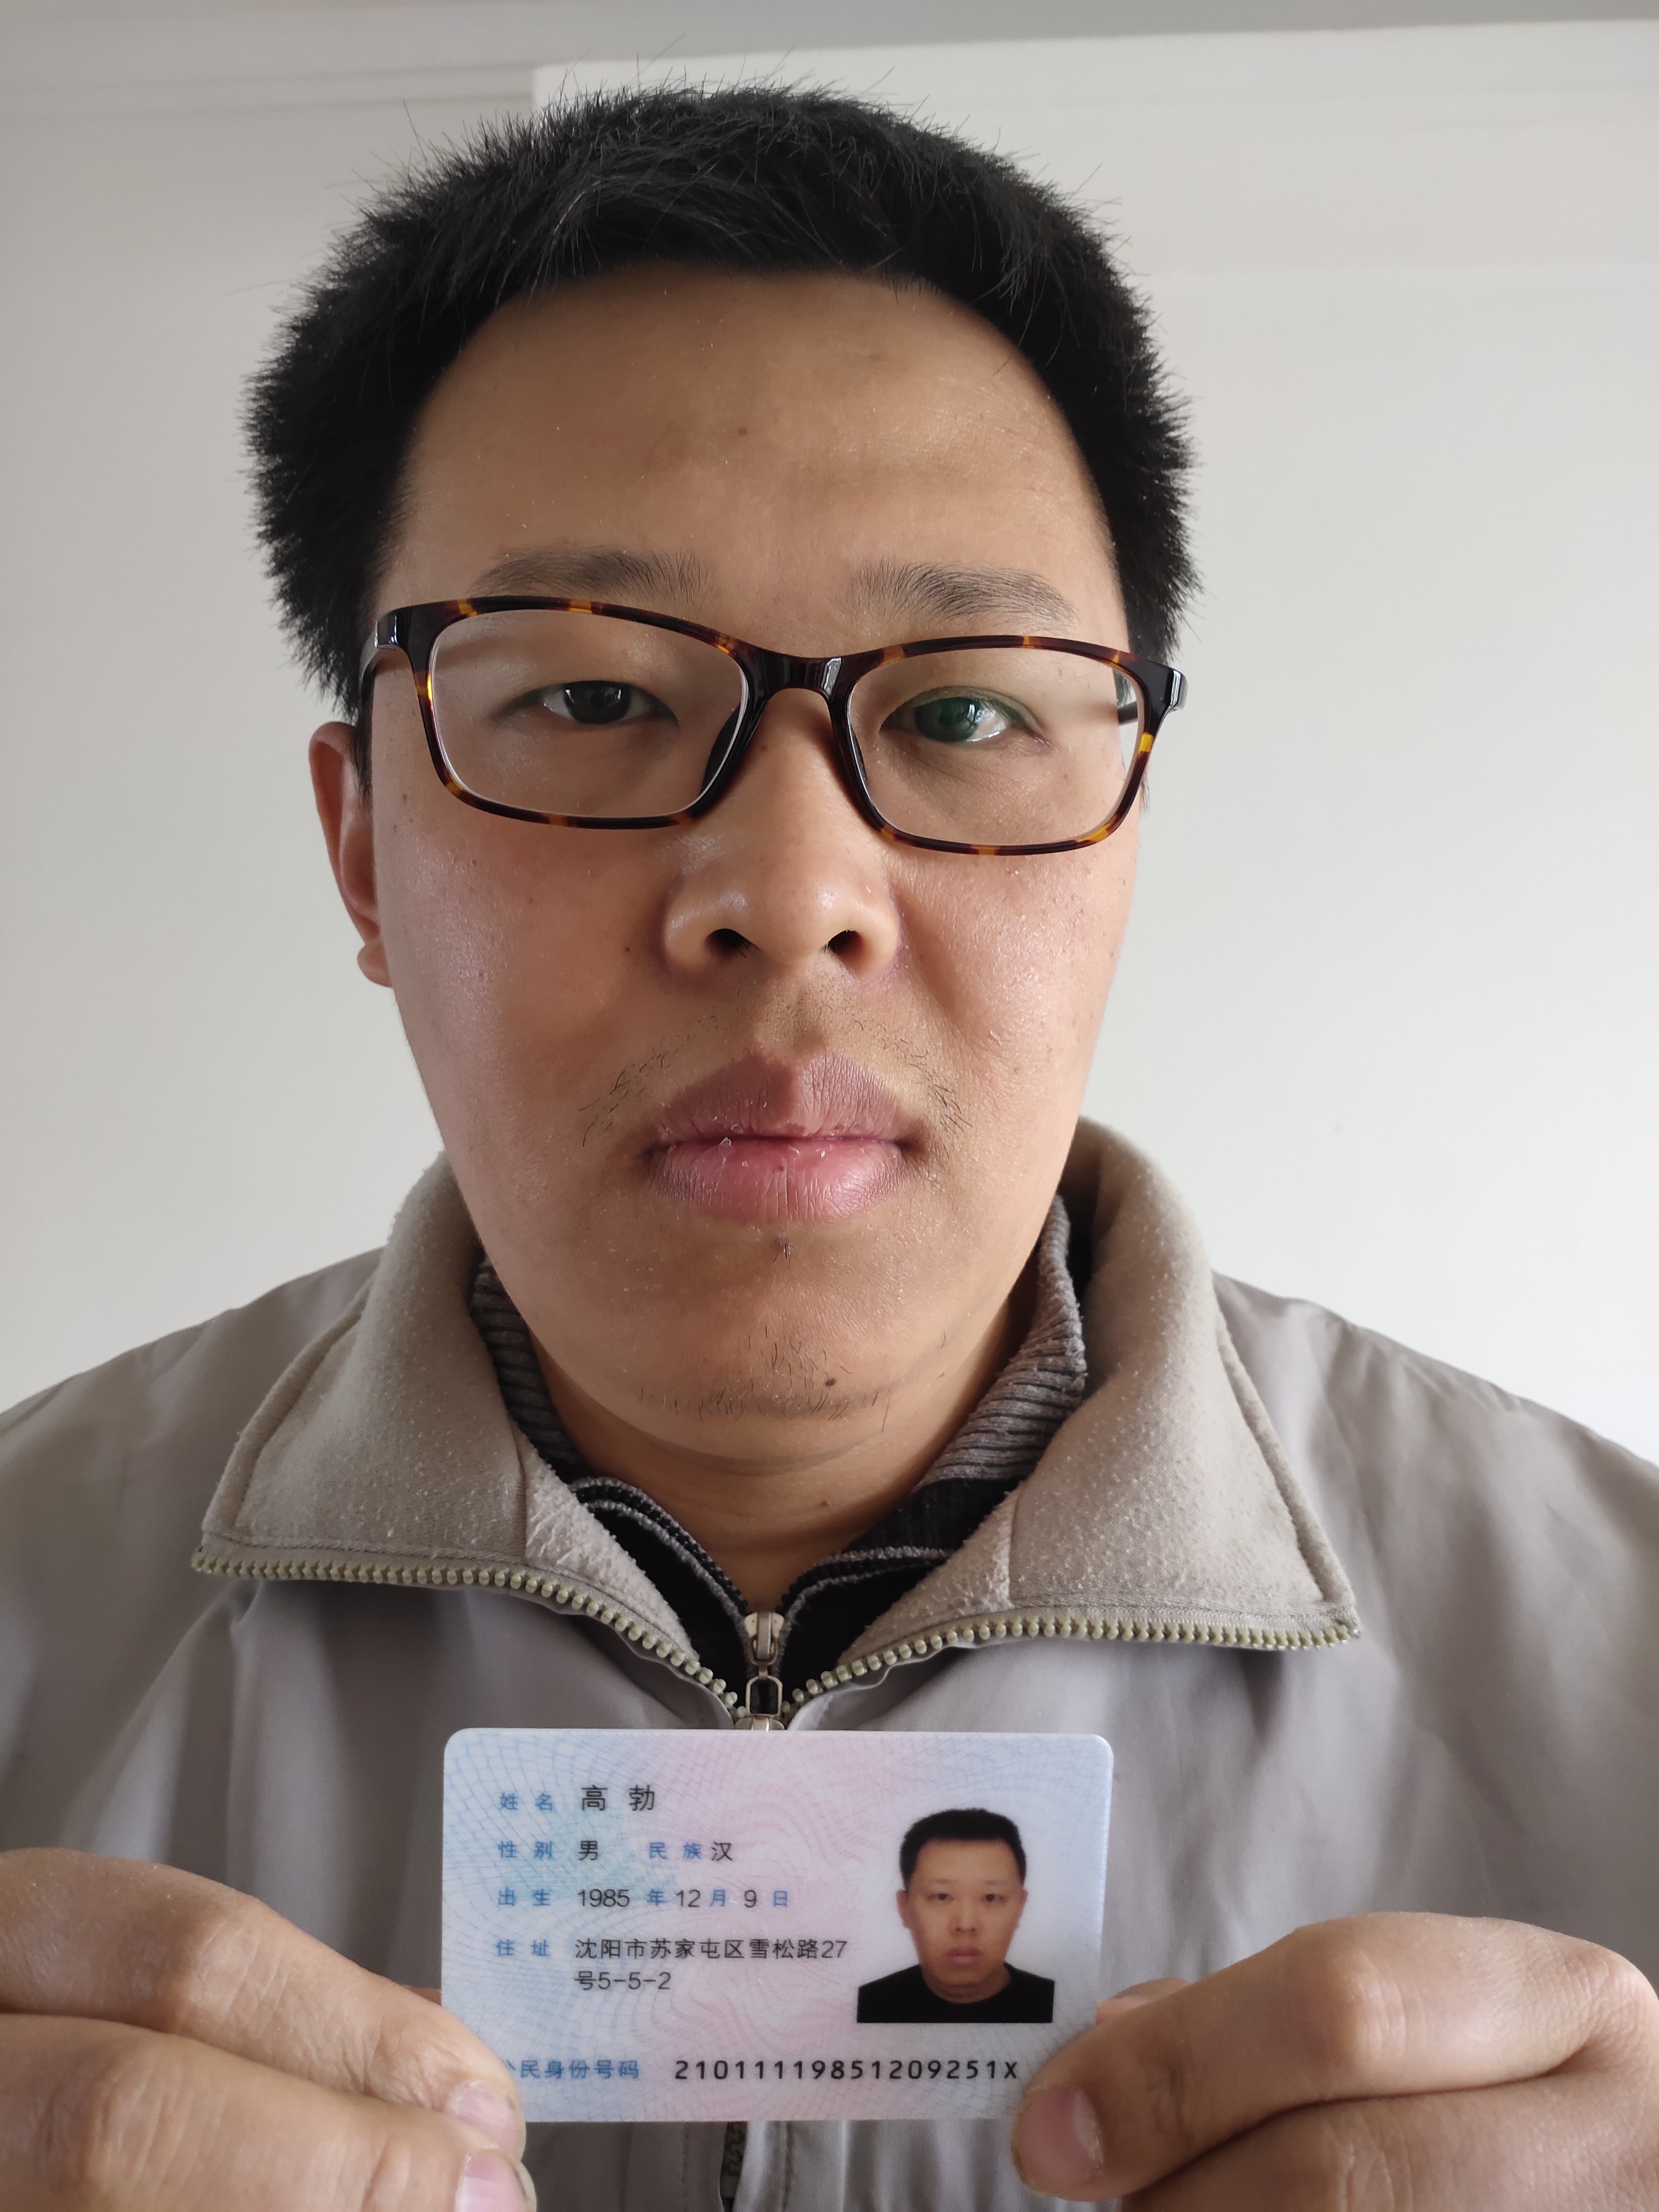 姓名 高勃
性别 男 民族 汉
出生 1985 年 12 月 9 日
住址 沈阳市苏家屯区雪松路27
号5-5-2
民身份号码 21011119851209251X